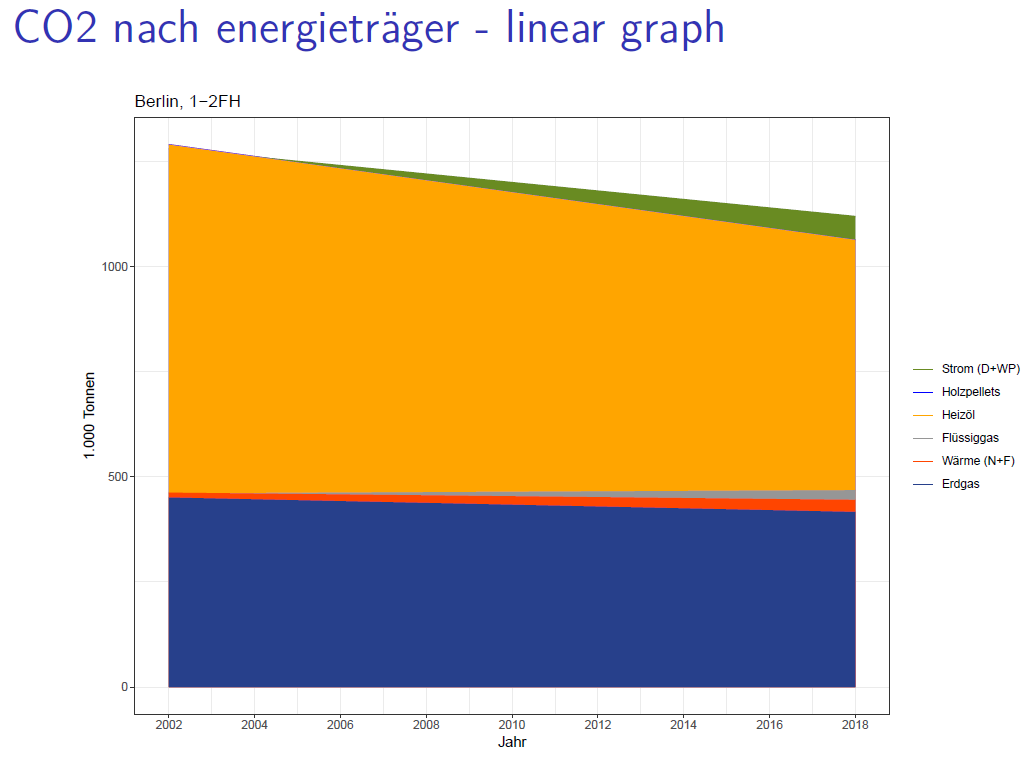 CO2 nach energieträger - linear graph
Berlin, 1−2FH
1.000 Tonnen
1000
500
0
2002 2004 2006 2008 2010 2012 2014 2016 2018
Jahr
Strom (D+WP)
Holzpellets
Heizöl
Flüssiggas
Wärme (N+F)
Erdgas